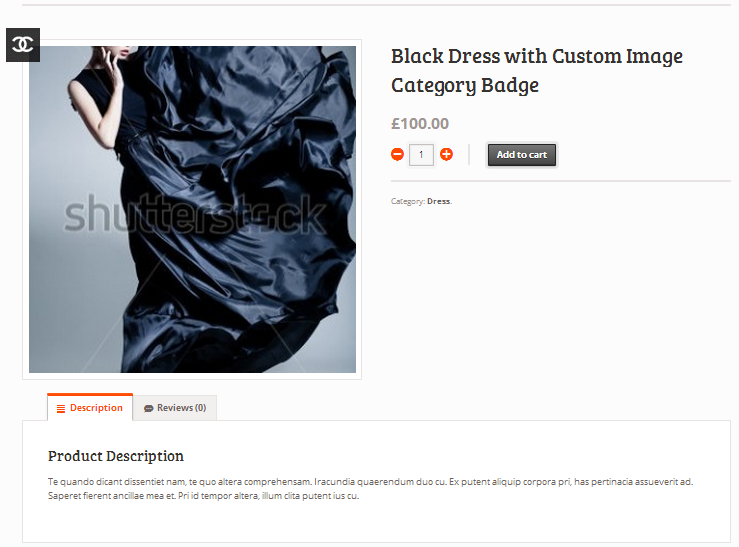 Black Dress with Custom Image
Category Badge
£100.00
1
Add to cart
Category: Dress.
shutterstock
Description
Reviews (0)
Product Description
Te quando dicant dissentiet nam, te quo altera comprehensam. Iracundia quaerendum duo cu. Ex putent aliquip corpora pri, has pertinacia assueverit ad.
Saperet fierent ancillae mea et. Pri id tempor altera, illum clita putent ius cu.